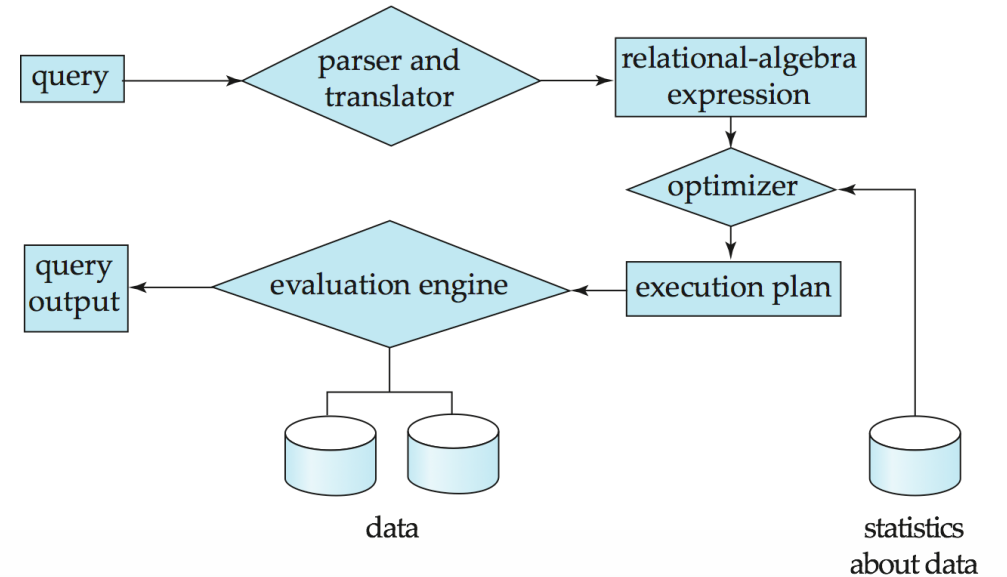 query
parser and
translator
relational-algebra
expression
optimizer
query
output
evaluation engine
execution plan
data
statistics
about data